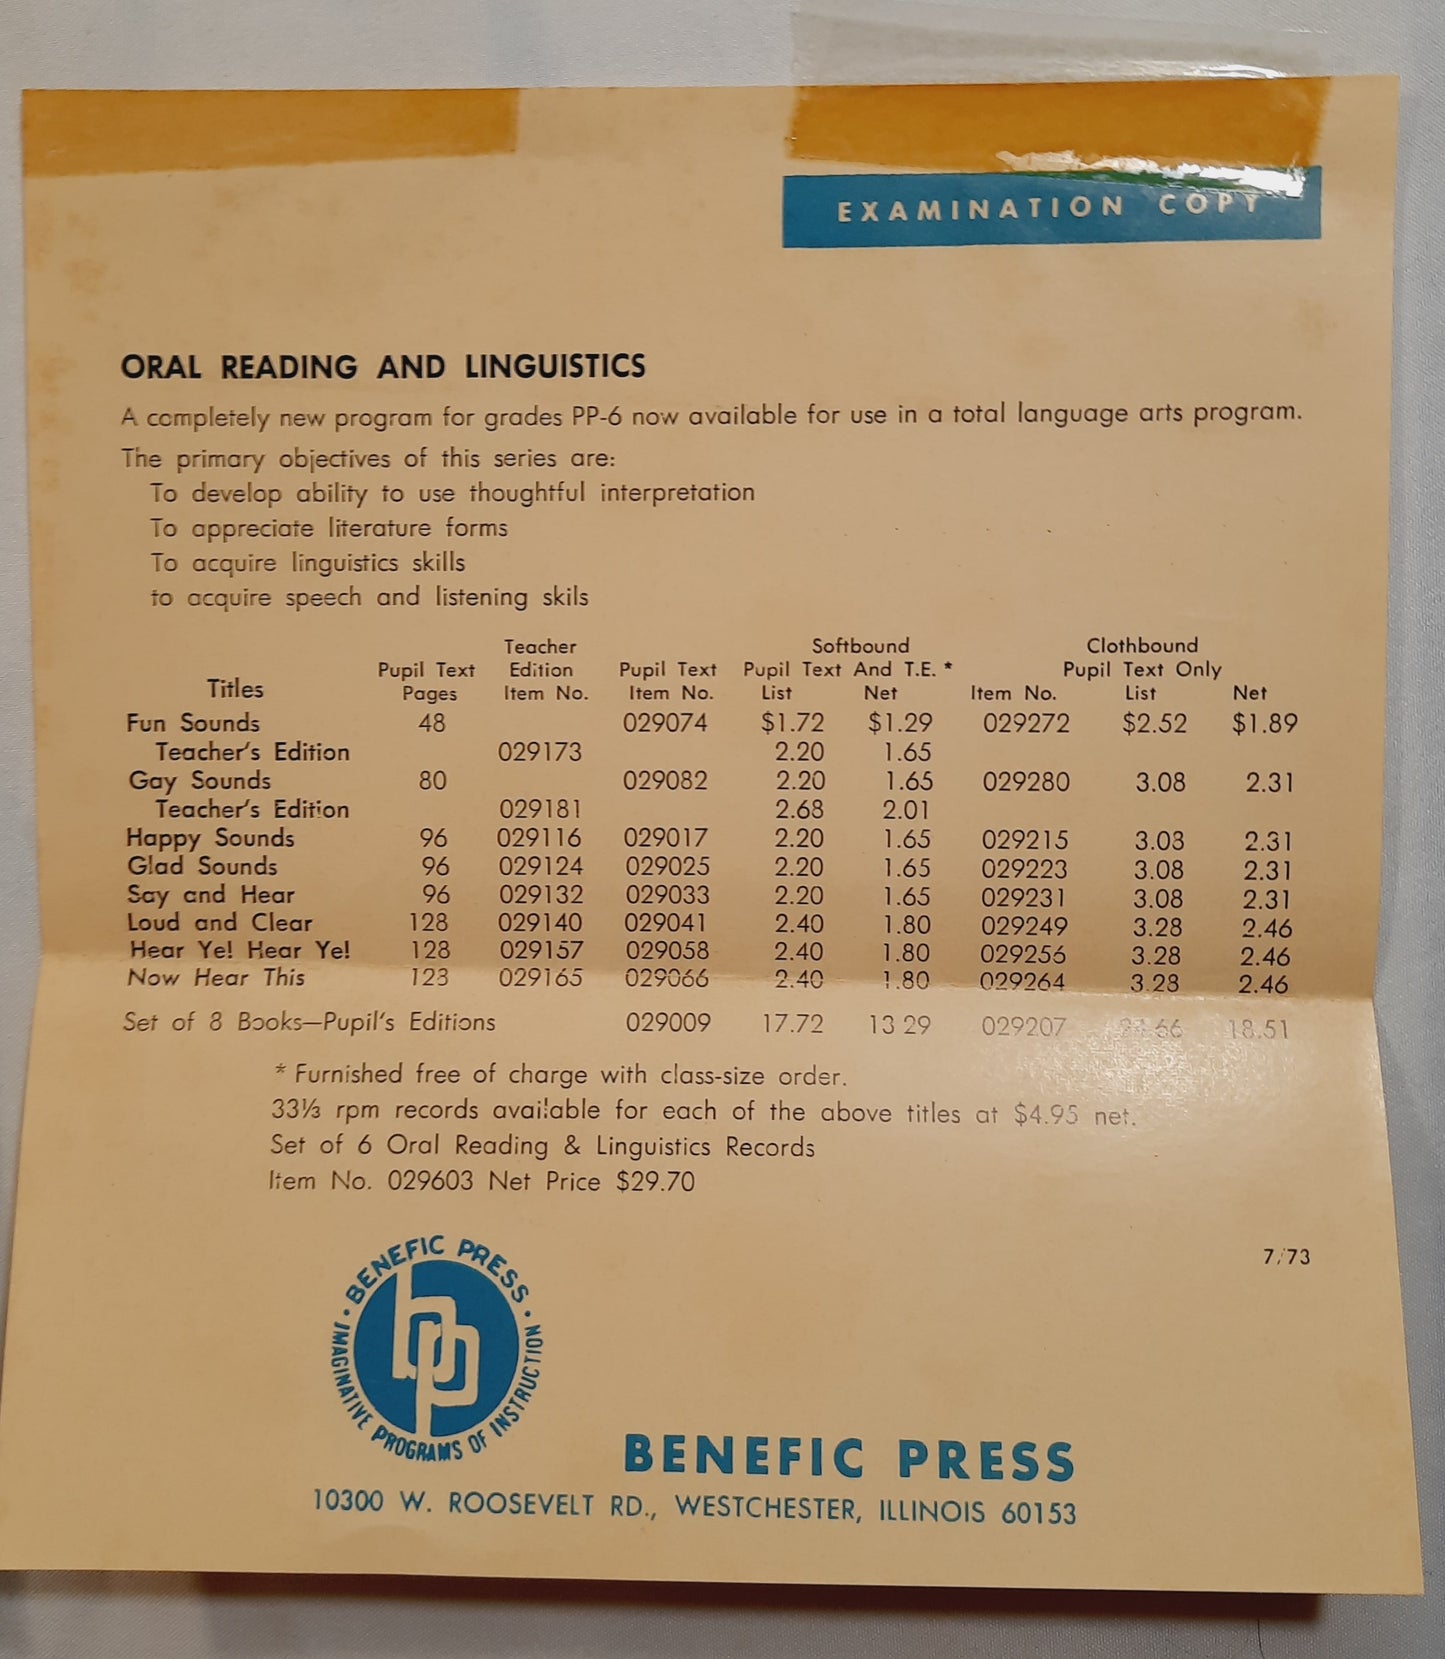 EXAMINATION COPY
ORAL READING AND LINGUISTICS
A completely new program for grades PP-6 now available for use in a total language arts program.
The primary objectives of this series are:
To develop ability to use thoughtful interpretation
To appreciate literature forms
To acquire linguistics skills
to acquire speech and listening skils
Teacher Softbound Clothbound
Pupil Text Edition Pupil Text Pupil Text And T.E. * Pupil Text Only
Titles Pages Item No. Item No. List Net Item No. List Net
Fun Sounds 48 029074 $1.72 $1.29 029272 $2.52 $1.89
Teacher's Edition 029173 2.20 1.65
Gay Sounds 80 029082 2.20 1.65 029280 3.08 2.31
Teacher's Edition 029181 2.68 2.01
Happy Sounds 96 029116 029017 2.20 1.65 029215 3.08 2.31
Glad Sounds 96 029124 029025 2.20 1.65 029223 3.08 2.31
Say and Hear 96 029132 029033 2.20 1.65 029231 3.08 2.31
Loud and Clear 128 029140 029041 2.40 1.80 029249 3.28 2.46
Hear Ye! Hear Ye! 128 029157 029058 2.40 1.80 029256 3.28 2.46
Now Hear This 128 029165 029066 2.40 1.80 029264 3.28 2.46
Set of 8 Books—Pupil's Editions 029009 17.72 13 29 029207 18.51
* Furnished free of charge with class-size order.
33⅓ rpm records available for each of the above titles at $4.95 net.
Set of 6 Oral Reading & Linguistics Records
Item No. 029603 Net Price $29.70
7/73
· BENEFIC PRESS ·
IMAGINATIVE PROGRAMS OF INSTRUCTION
bp
BENEFIC PRESS
10300 W. ROOSEVELT RD., WESTCHESTER, ILLINOIS 60153